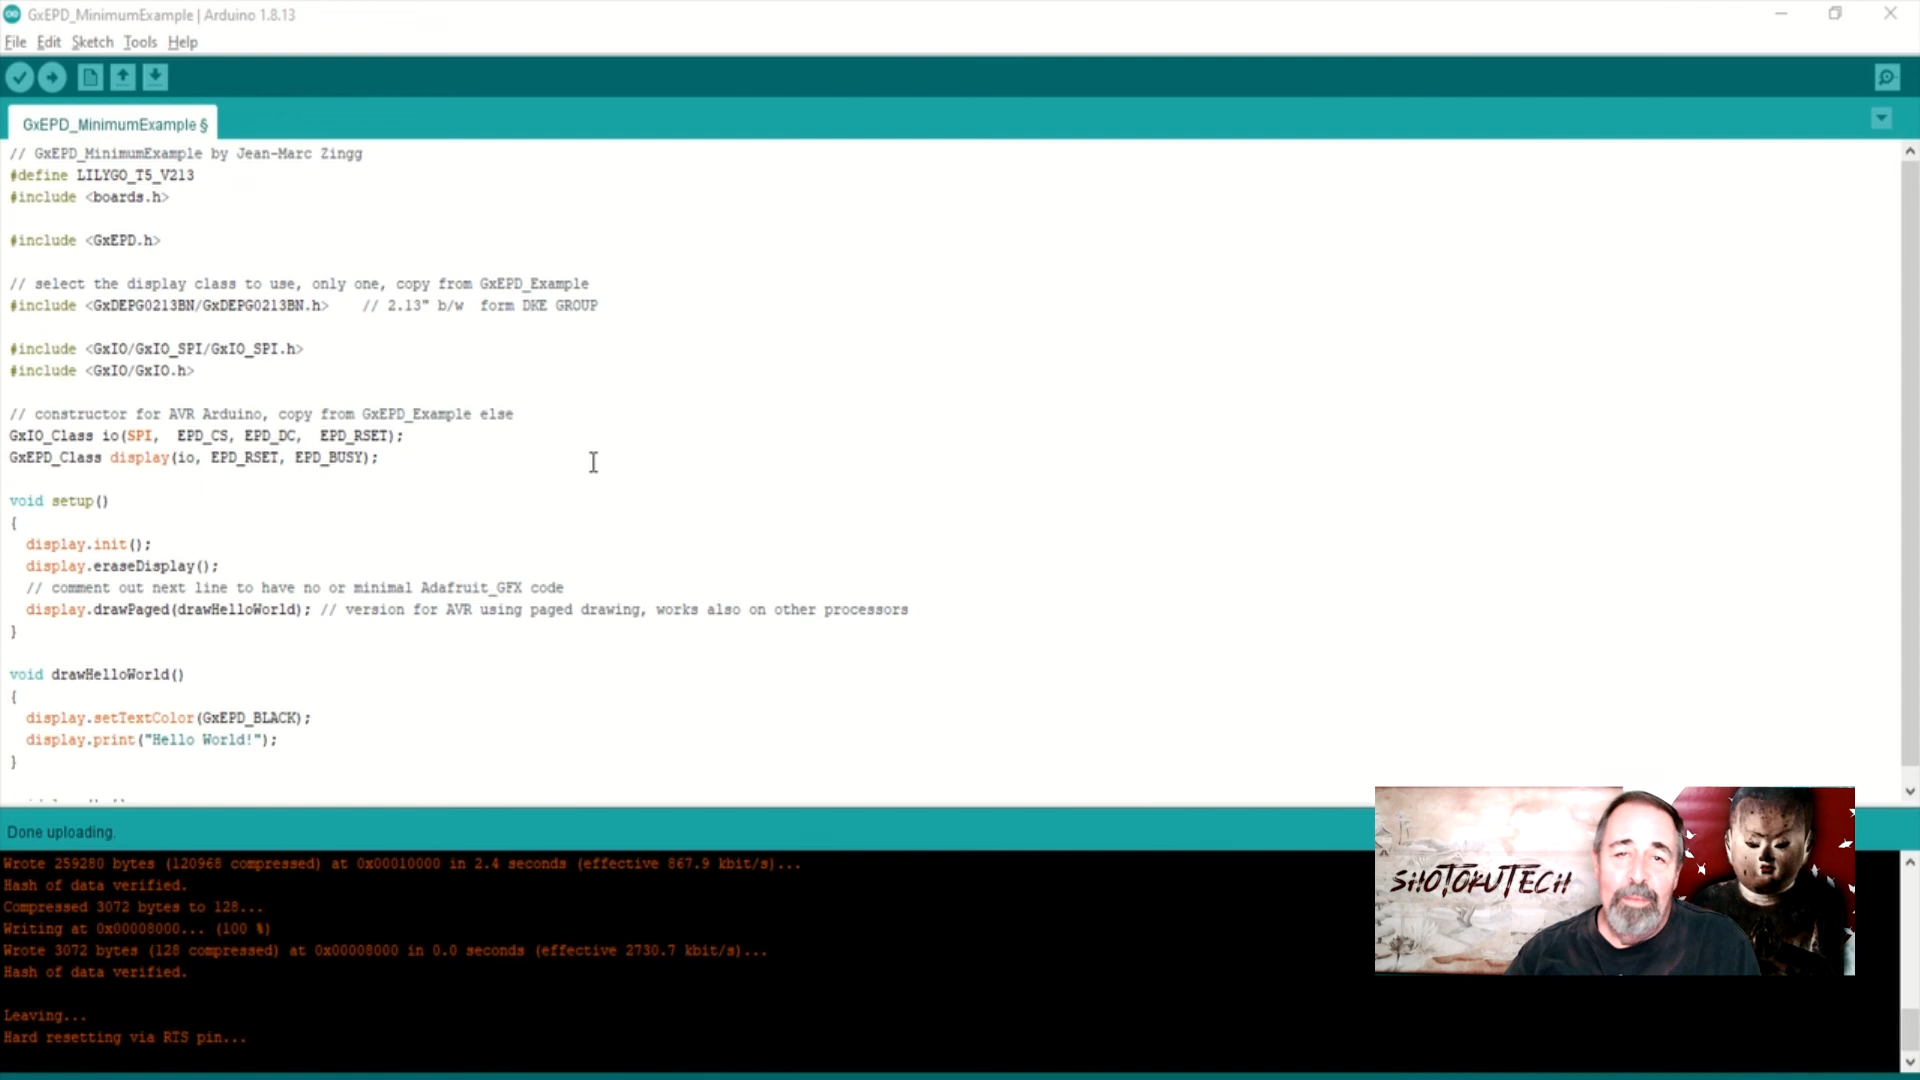 GxEPD_MinimumExample | Arduino 1.8.13
File Edit Sketch Tools Help
GxEPD_MinimumExample §
// GxEPD_MinimumExample by Jean-Marc Zingg
#define LILYGO_T5_V213
#include <boards.h>
#include <GxEPD.h>
// select the display class to use, only one, copy from GxEPD_Example
#include <GxDEPG0213BN/GxDEPG0213BN.h>    // 2.13" b/w  form DKE GROUP
#include <GxIO/GxIO_SPI/GxIO_SPI.h>
#include <GxIO/GxIO.h>
// constructor for AVR Arduino, copy from GxEPD_Example else
GxIO_Class io(SPI,  EPD_CS, EPD_DC,  EPD_RSET);
GxEPD_Class display(io, EPD_RSET, EPD_BUSY);
void setup()
{
  display.init();
  display.eraseDisplay();
  // comment out next line to have no or minimal Adafruit_GFX code
  display.drawPaged(drawHelloWorld); // version for AVR using paged drawing, works also on other processors
}
void drawHelloWorld()
{
  display.setTextColor(GxEPD_BLACK);
  display.print("Hello World!");
}
Done uploading.
Wrote 259280 bytes (120968 compressed) at 0x00010000 in 2.4 seconds (effective 867.9 kbit/s)...
Hash of data verified.
Compressed 3072 bytes to 128...
Writing at 0x00008000... (100 %)
Wrote 3072 bytes (128 compressed) at 0x00008000 in 0.0 seconds (effective 2730.7 kbit/s)...
Hash of data verified.
Leaving...
Hard resetting via RTS pin...
SHOTOKUTECH